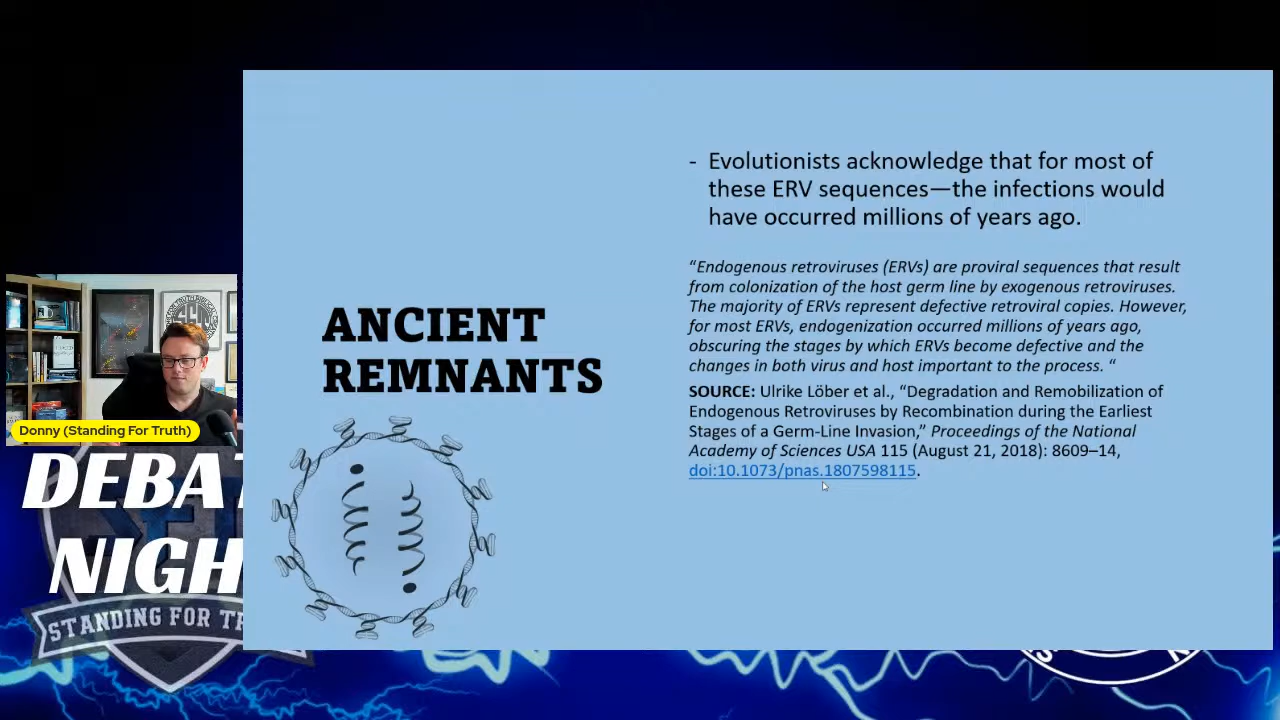 - Evolutionists acknowledge that for most of
these ERV sequences—the infections would
have occurred millions of years ago.
“Endogenous retroviruses (ERVs) are proviral sequences that result
from colonization of the host germ line by exogenous retroviruses.
The majority of ERVs represent defective retroviral copies. However,
for most ERVs, endogenization occurred millions of years ago,
obscuring the stages by which ERVs become defective and the
changes in both virus and host important to the process. “
SOURCE: Ulrike Löber et al., “Degradation and Remobilization of
Endogenous Retroviruses by Recombination during the Earliest
Stages of a Germ-Line Invasion,” Proceedings of the National
Academy of Sciences USA 115 (August 21, 2018): 8609–14,
doi:10.1073/pnas.1807598115.
ANCIENT
REMNANTS
Donny (Standing For Truth)
DEBAT
NIGH
STANDING FOR TR